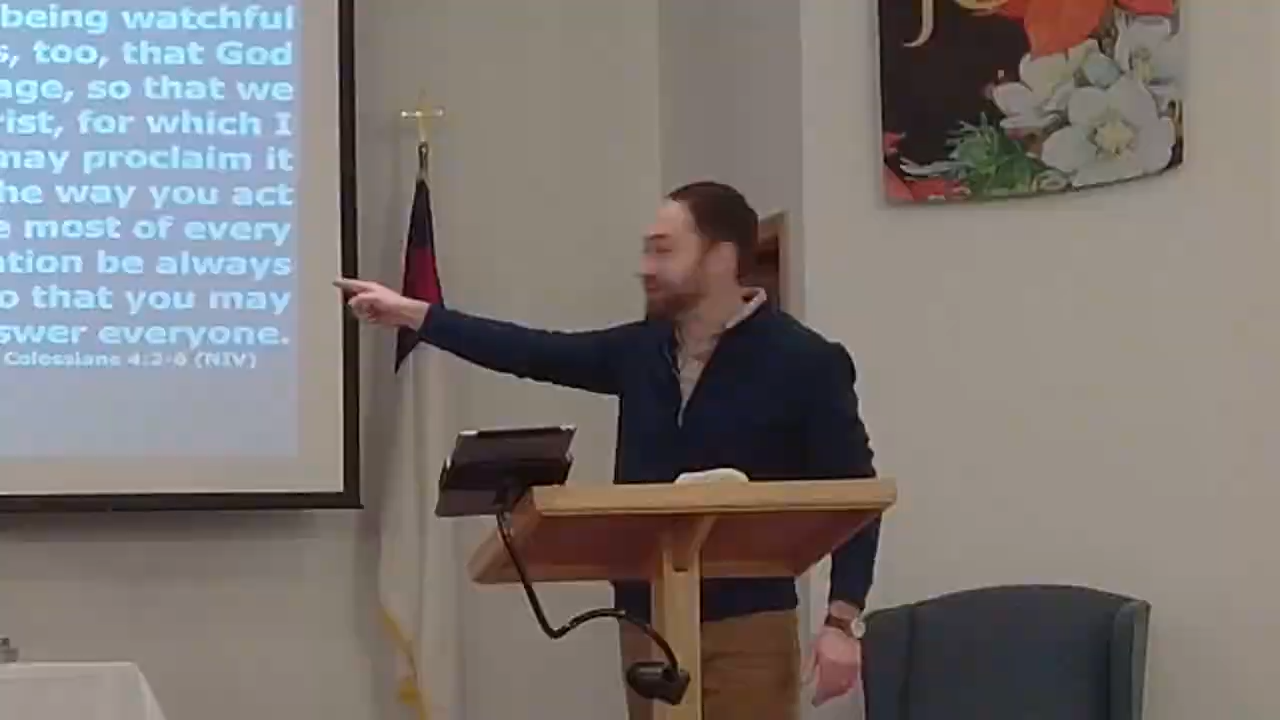 being watchful
s, too, that God
age, so that we
rist, for which I
may proclaim it
he way you act
e most of every
ation be always
o that you may
swer everyone.
Colossians 4:2-6 (NIV)